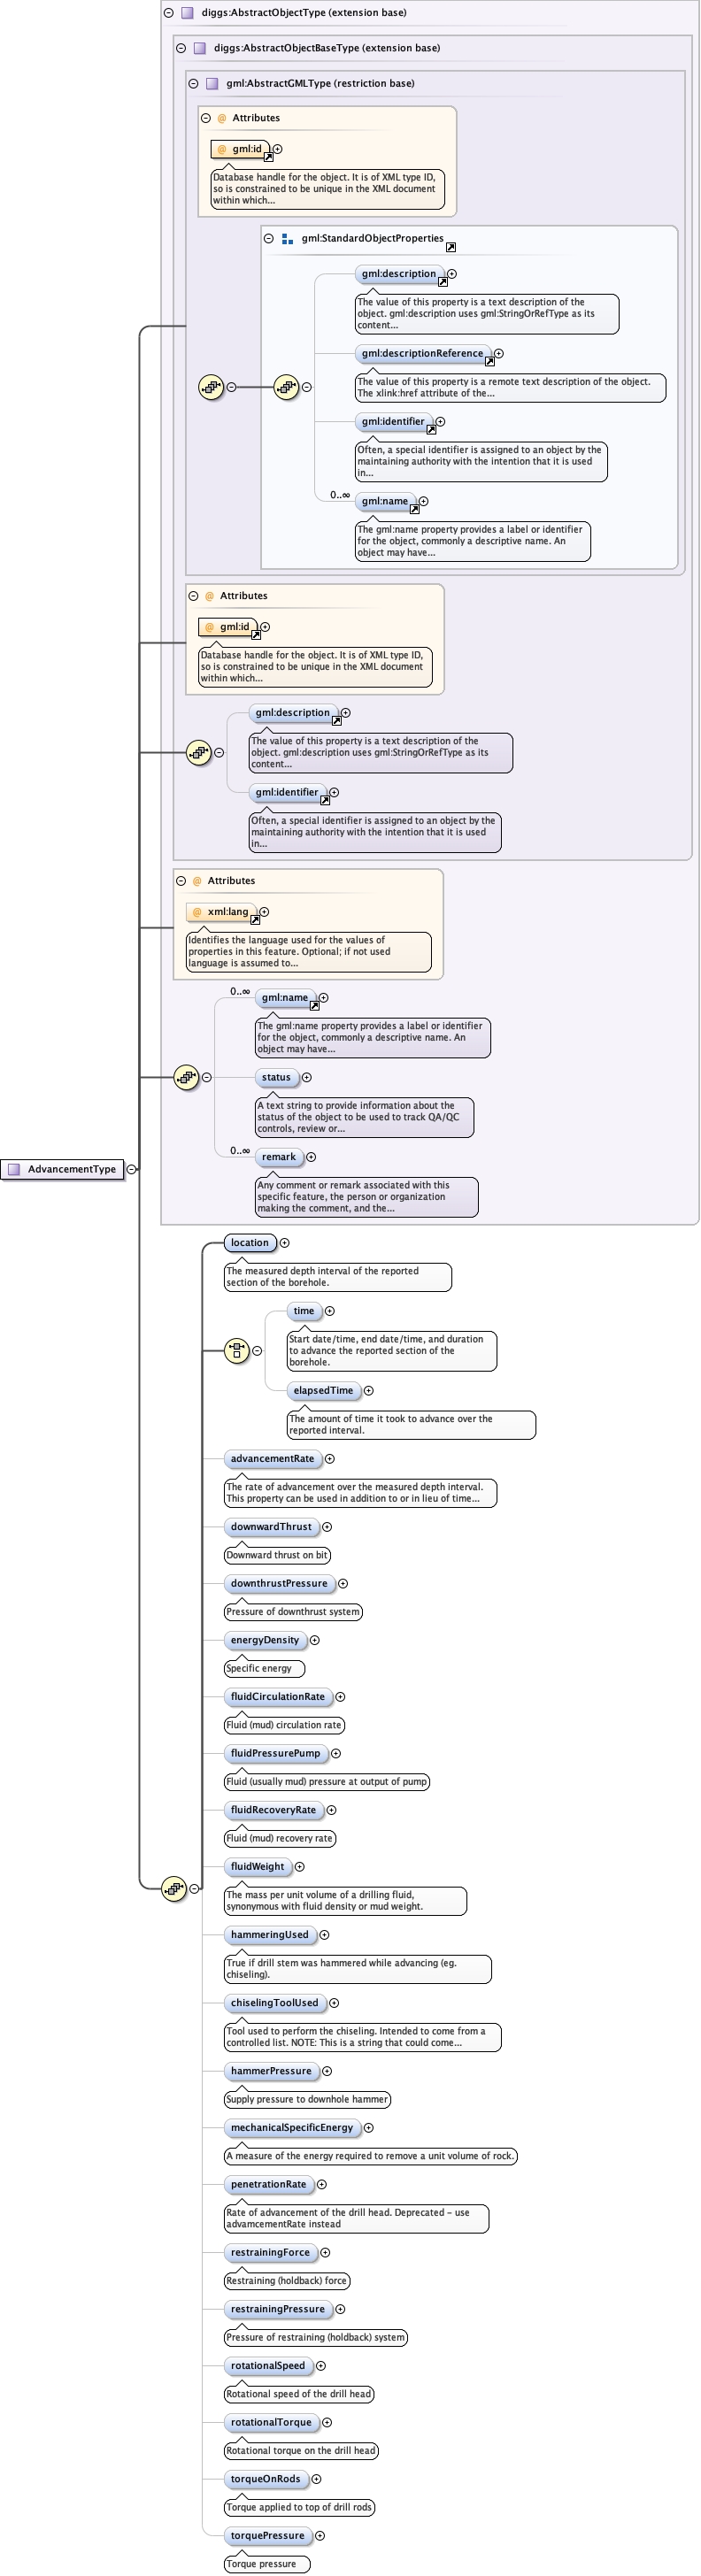 diggs:AbstractObjectType (extension base)
diggs:AbstractObjectBaseType (extension base)
gml:AbstractGMLType (restriction base)
@ Attributes
@ gml:id
Database handle for the object. It is of XML type ID,
so is constrained to be unique in the XML document
within which...
gml:StandardObjectProperties
gml:description
The value of this property is a text description of the
object. gml:description uses gml:StringOrRefType as its
content...
gml:descriptionReference
The value of this property is a remote text description of the object.
The xlink:href attribute of the...
gml:identifier
Often, a special identifier is assigned to an object by the
maintaining authority with the intention that it is used
in...
0..∞
gml:name
The gml:name property provides a label or identifier
for the object, commonly a descriptive name. An
object may have...
@ Attributes
@ gml:id
Database handle for the object. It is of XML type ID,
so is constrained to be unique in the XML document
within which...
gml:description
The value of this property is a text description of the
object. gml:description uses gml:StringOrRefType as its
content...
gml:identifier
Often, a special identifier is assigned to an object by the
maintaining authority with the intention that it is used
in...
@ Attributes
@ xml:lang
Identifies the language used for the values of
properties in this feature. Optional; if not used
language is assumed to...
0..∞
gml:name
The gml:name property provides a label or identifier
for the object, commonly a descriptive name. An
object may have...
status
A text string to provide information about the
status of the object to be used to track QA/QC
controls, review or...
0..∞
remark
Any comment or remark associated with this
specific feature, the person or organization
making the comment, and the...
AdvancementType
location
The measured depth interval of the reported
section of the borehole.
time
Start date/time, end date/time, and duration
to advance the reported section of the
borehole.
elapsedTime
The amount of time it took to advance over the
reported interval.
advancementRate
The rate of advancement over the measured depth interval.
This property can be used in addition to or in lieu of time...
downwardThrust
Downward thrust on bit
downthrustPressure
Pressure of downthrust system
energyDensity
Specific energy
fluidCirculationRate
Fluid (mud) circulation rate
fluidPressurePump
Fluid (usually mud) pressure at output of pump
fluidRecoveryRate
Fluid (mud) recovery rate
fluidWeight
The mass per unit volume of a drilling fluid,
synonymous with fluid density or mud weight.
hammeringUsed
True if drill stem was hammered while advancing (eg.
chiseling).
chiselingToolUsed
Tool used to perform the chiseling. Intended to come from a
controlled list. NOTE: This is a string that could come...
hammerPressure
Supply pressure to downhole hammer
mechanicalSpecificEnergy
A measure of the energy required to remove a unit volume of rock.
penetrationRate
Rate of advancement of the drill head. Deprecated - use
advamcementRate instead
restrainingForce
Restraining (holdback) force
restrainingPressure
Pressure of restraining (holdback) system
rotationalSpeed
Rotational speed of the drill head
rotationalTorque
Rotational torque on the drill head
torqueOnRods
Torque applied to top of drill rods
torquePressure
Torque pressure